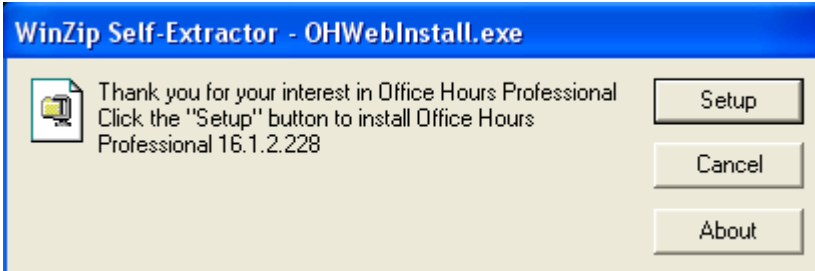 WinZip Self-Extractor - OHWebInstall.exe
Thank you for your interest in Office Hours Professional
Click the "Setup" button to install Office Hours
Professional 16.1.2.228
Setup
Cancel
About